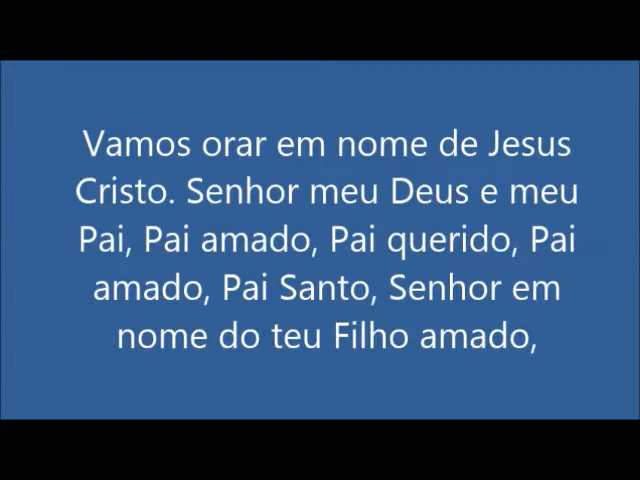 Vamos orar em nome de Jesus
Cristo. Senhor meu Deus e meu
Pai, Pai amado, Pai querido, Pai
amado, Pai Santo, Senhor em
nome do teu Filho amado,